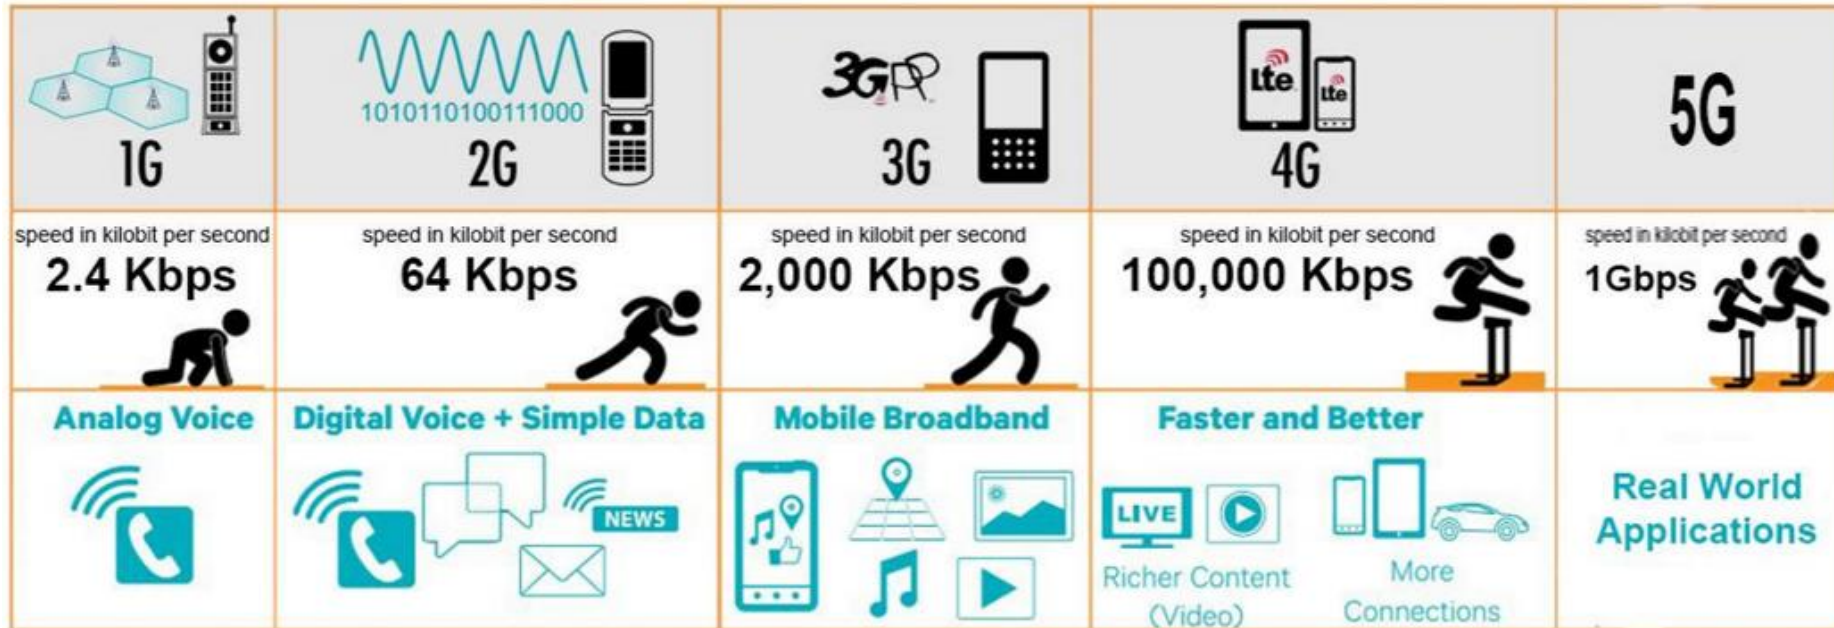 1G
1010110100111000
2G
3GPP
3G
Lte
Lte
4G
5G
speed in kilobit per second
2.4 Kbps
speed in kilobit per second
64 Kbps
speed in kilobit per second
2,000 Kbps
speed in kilobit per second
100,000 Kbps
speed in kilobit per second
1Gbps
Analog Voice
Digital Voice + Simple Data
NEWS
Mobile Broadband
Faster and Better
LIVE
Richer Content
(Video)
More
Connections
Real World
Applications